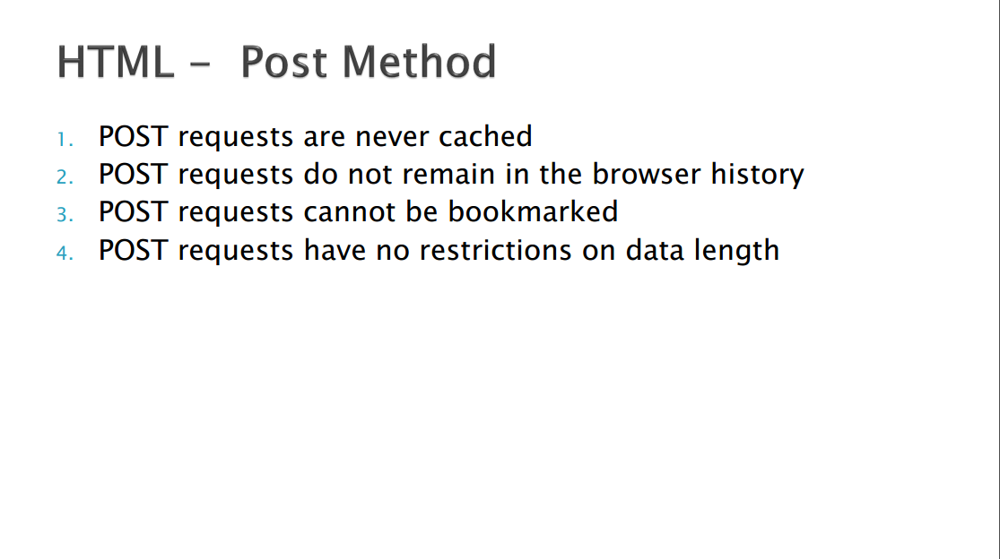 HTML - Post Method
1. POST requests are never cached
2. POST requests do not remain in the browser history
3. POST requests cannot be bookmarked
4. POST requests have no restrictions on data length